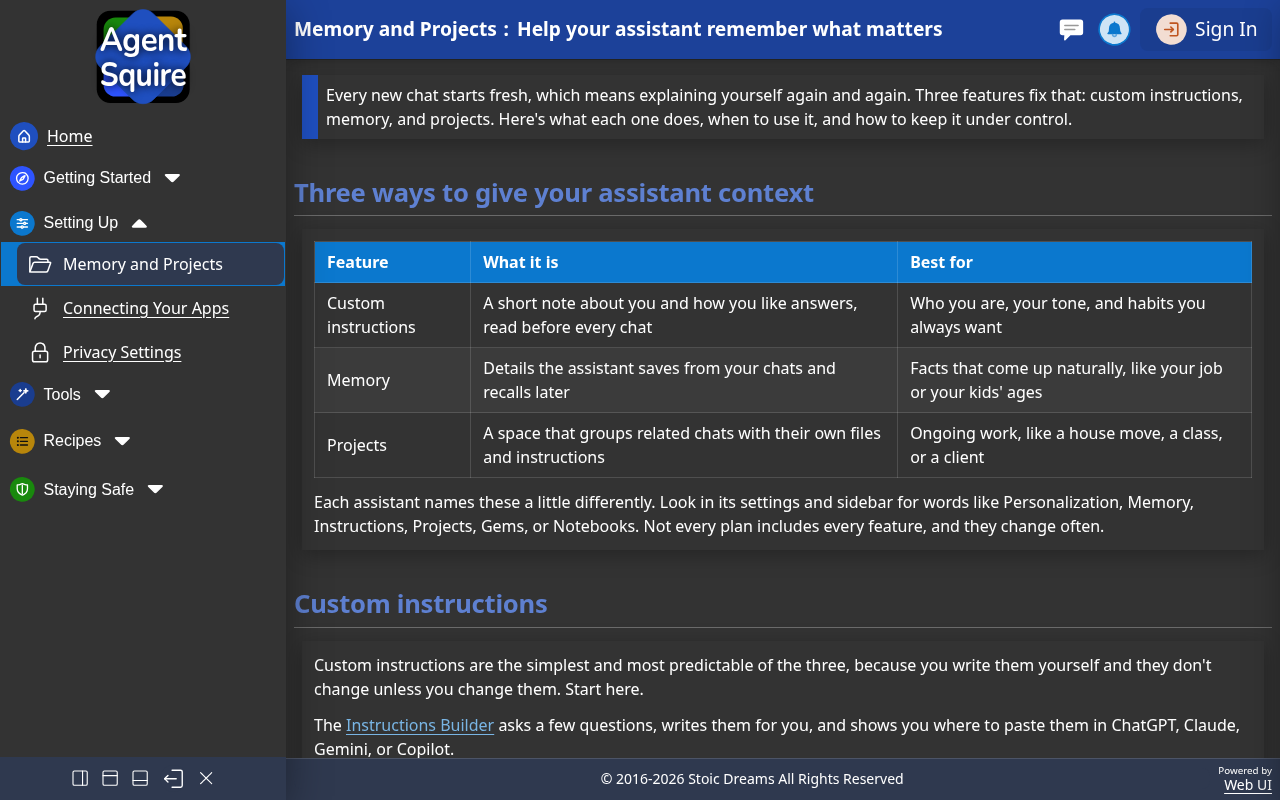 Agent
Squire
Home
Getting Started
Setting Up
Memory and Projects
Connecting Your Apps
Privacy Settings
Tools
Recipes
Staying Safe
Memory and Projects : Help your assistant remember what matters
Sign In
Every new chat starts fresh, which means explaining yourself again and again. Three features fix that: custom instructions,
memory, and projects. Here's what each one does, when to use it, and how to keep it under control.
Three ways to give your assistant context
Feature What it is Best for
Custom instructions A short note about you and how you like answers, read before every chat Who you are, your tone, and habits you always want
Memory Details the assistant saves from your chats and recalls later Facts that come up naturally, like your job or your kids' ages
Projects A space that groups related chats with their own files and instructions Ongoing work, like a house move, a class, or a client
Each assistant names these a little differently. Look in its settings and sidebar for words like Personalization, Memory,
Instructions, Projects, Gems, or Notebooks. Not every plan includes every feature, and they change often.
Custom instructions
Custom instructions are the simplest and most predictable of the three, because you write them yourself and they don't
change unless you change them. Start here.
The Instructions Builder asks a few questions, writes them for you, and shows you where to paste them in ChatGPT, Claude,
Gemini, or Copilot.
© 2016-2026 Stoic Dreams All Rights Reserved
Powered by
Web UI